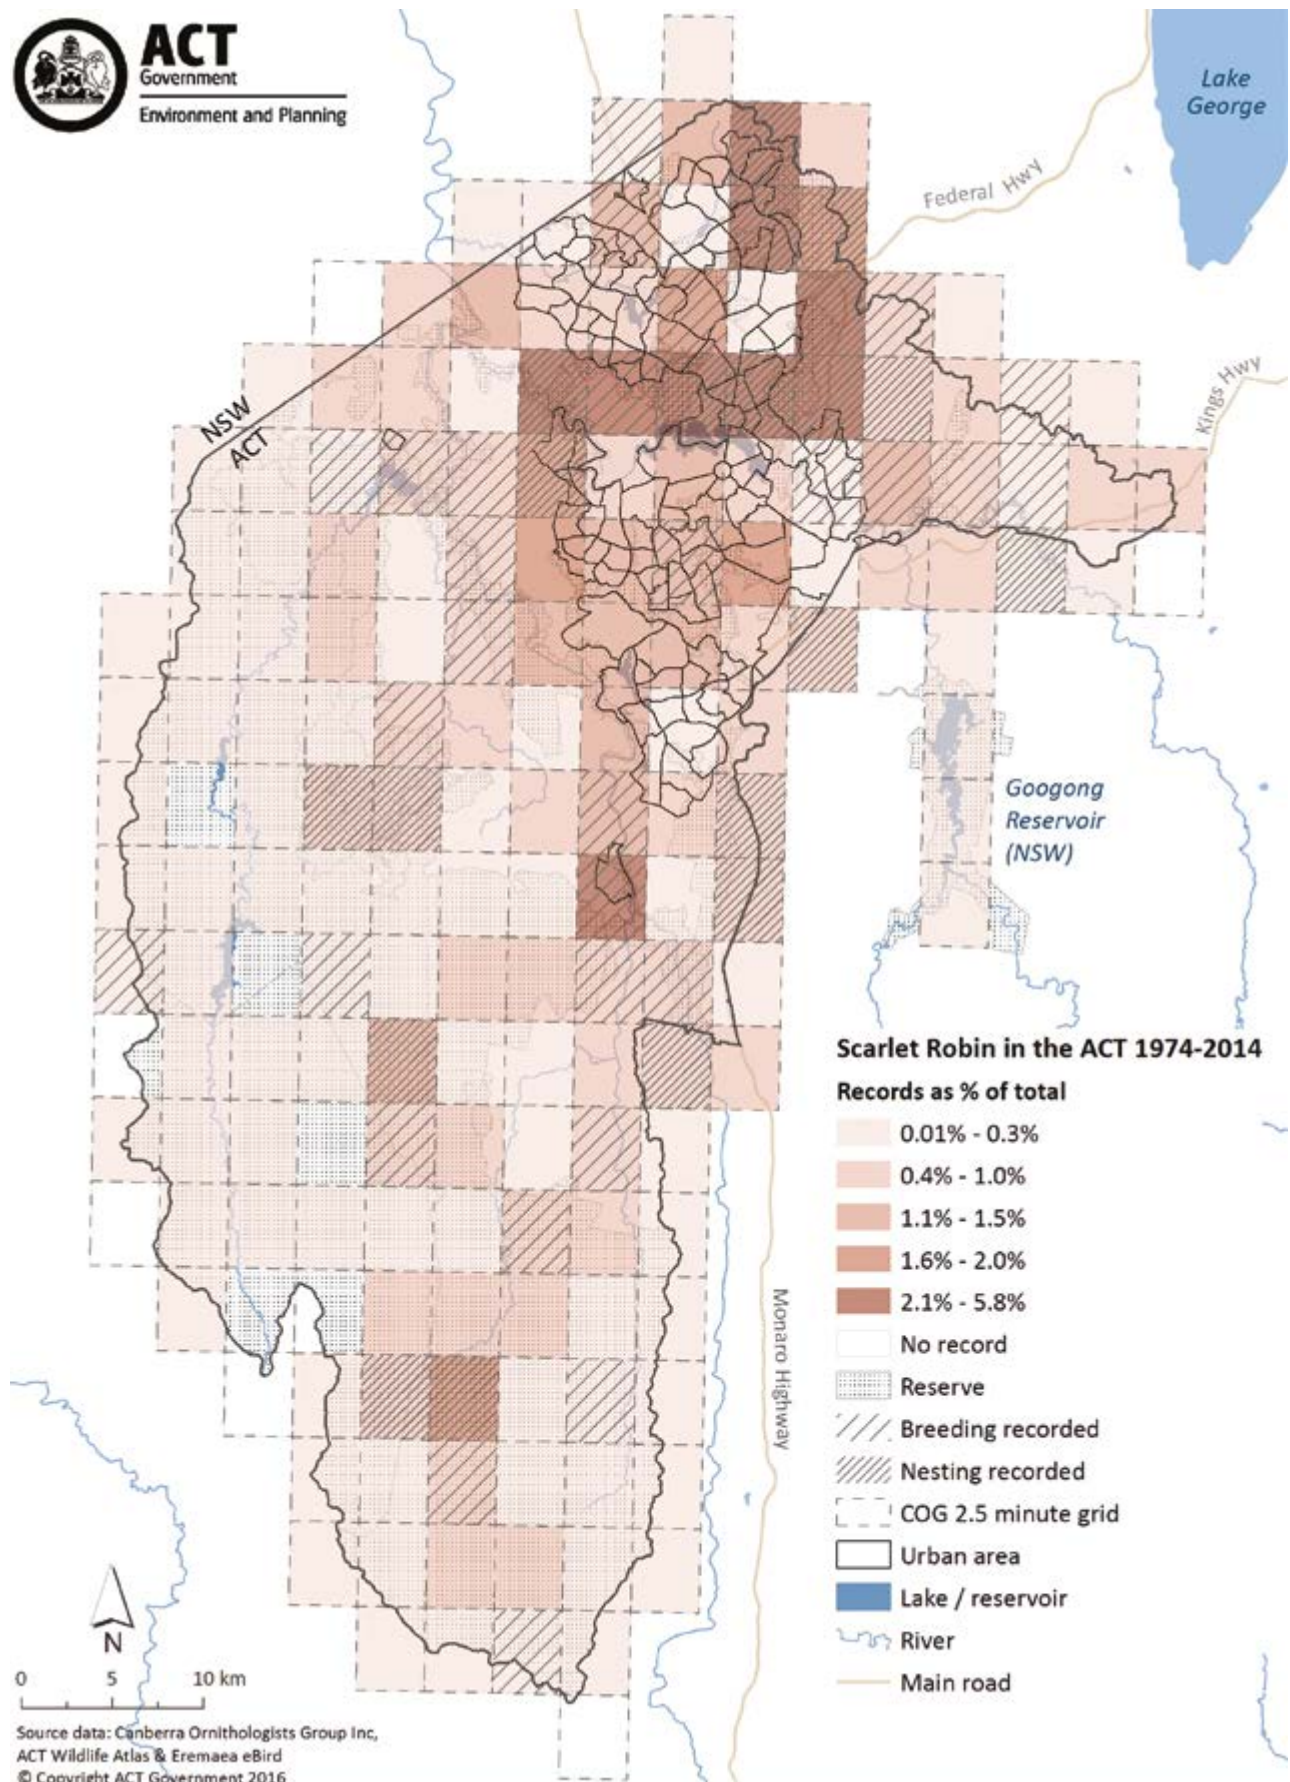 ACT
Government
Environment and Planning
Lake
George
Federal Hwy
Kings Hwy
NSW
ACT
Googong
Reservoir
(NSW)
Monaro Highway
Scarlet Robin in the ACT 1974-2014
Records as % of total
0.01% - 0.3%
0.4% - 1.0%
1.1% - 1.5%
1.6% - 2.0%
2.1% - 5.8%
No record
Reserve
Breeding recorded
Nesting recorded
COG 2.5 minute grid
Urban area
Lake / reservoir
River
Main road
N
0 5 10 km
Source data: Canberra Ornithologists Group Inc,
ACT Wildlife Atlas & Eremaea eBird
© Copyright ACT Government 2016